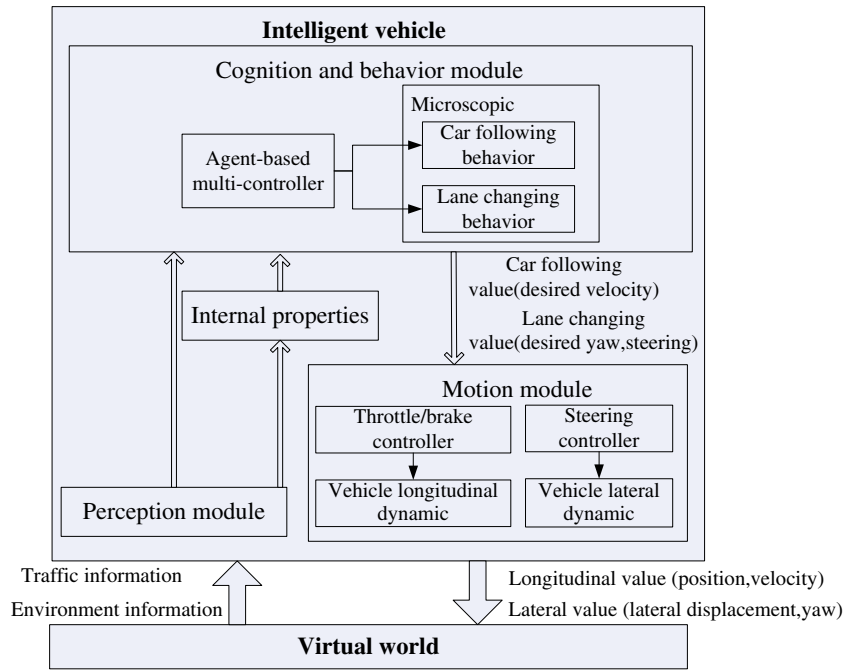 Intelligent vehicle
Cognition and behavior module
Microscopic
Car following
behavior
Agent-based
multi-controller
Lane changing
behavior
Car following
value(desired velocity)
Lane changing
value(desired yaw,steering)
Internal properties
Motion module
Throttle/brake
controller
Steering
controller
Vehicle longitudinal
dynamic
Vehicle lateral
dynamic
Perception module
Traffic information
Environment information
Longitudinal value (position,velocity)
Lateral value (lateral displacement,yaw)
Virtual world